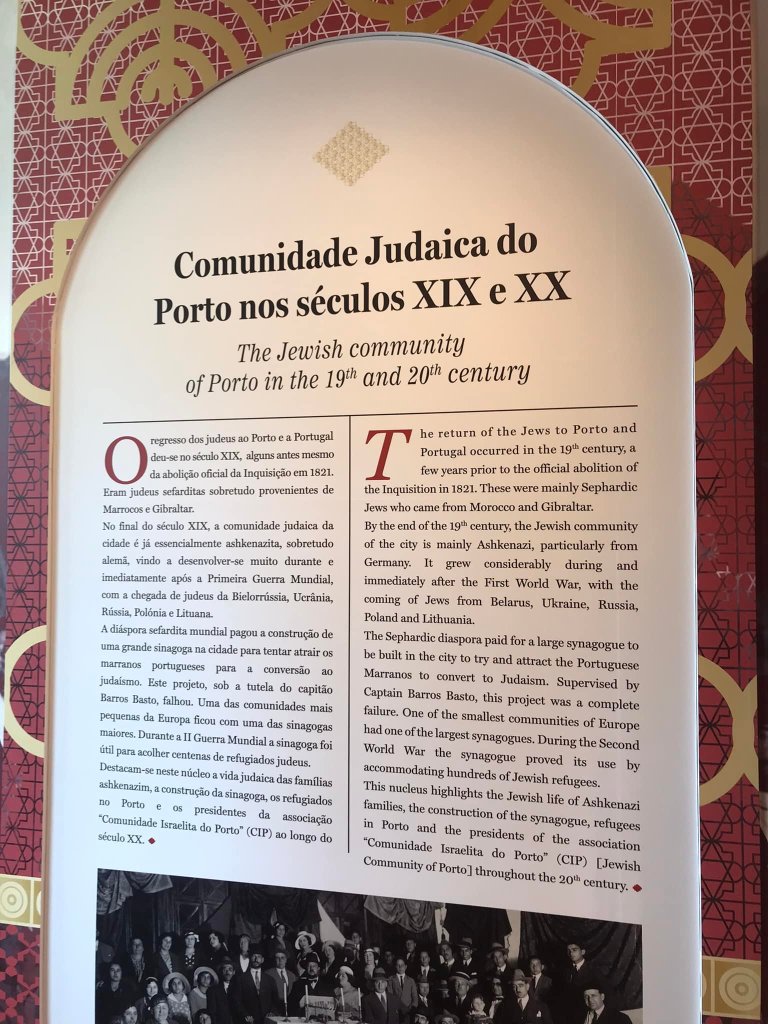 Comunidade Judaica do
Porto nos séculos XIX e XX
The Jewish community
of Porto in the 19th and 20th century
O regresso dos judeus ao Porto e a Portugal
deu-se no século XIX, alguns antes mesmo
da abolição oficial da Inquisição em 1821.
Eram judeus sefarditas sobretudo provenientes de
Marrocos e Gibraltar.
No final do século XIX, a comunidade judaica da
cidade é já essencialmente ashkenazita, sobretudo
alemã, vindo a desenvolver-se muito durante e
imediatamente após a Primeira Guerra Mundial,
com a chegada de judeus da Bielorrússia, Ucrânia,
Rússia, Polónia e Lituana.
A diáspora sefardita mundial pagou a construção de
uma grande sinagoga na cidade para tentar atrair os
marranos portugueses para a conversão ao
judaísmo. Este projeto, sob a tutela do capitão
Barros Basto, falhou. Uma das comunidades mais
pequenas da Europa ficou com uma das sinagogas
maiores. Durante a II Guerra Mundial a sinagoga foi
útil para acolher centenas de refugiados judeus.
Destacam-se neste núcleo a vida judaica das famílias
ashkenazim, a construção da sinagoga, os refugiados
no Porto e os presidentes da associação
“Comunidade Israelita do Porto” (CIP) ao longo do
século XX.
The return of the Jews to Porto and
Portugal occurred in the 19th century, a
few years prior to the official abolition of
the Inquisition in 1821. These were mainly Sephardic
Jews who came from Morocco and Gibraltar.
By the end of the 19th century, the Jewish community
of the city is mainly Ashkenazi, particularly from
Germany. It grew considerably during and
immediately after the First World War, with the
coming of Jews from Belarus, Ukraine, Russia,
Poland and Lithuania.
The Sephardic diaspora paid for a large synagogue to
be built in the city to try and attract the Portuguese
Marranos to convert to Judaism. Supervised by
Captain Barros Basto, this project was a complete
failure. One of the smallest communities of Europe
had one of the largest synagogues. During the Second
World War the synagogue proved its use by
accommodating hundreds of Jewish refugees.
This nucleus highlights the Jewish life of Ashkenazi
families, the construction of the synagogue, refugees
in Porto and the presidents of the association
“Comunidade Israelita do Porto” (CIP) [Jewish
Community of Porto] throughout the 20th century.